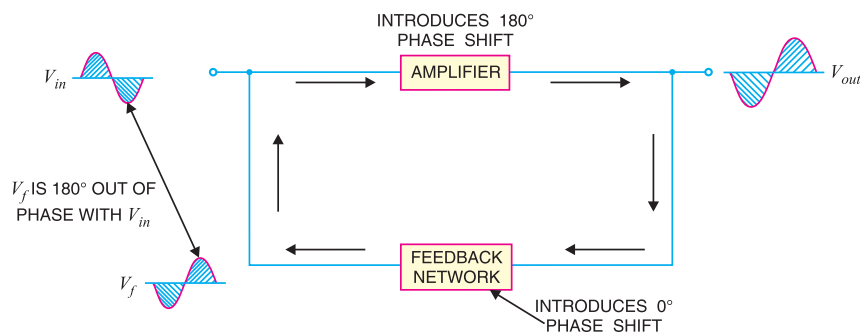 INTRODUCES 180°
PHASE SHIFT
V_in
AMPLIFIER
V_out
V_f IS 180° OUT OF
PHASE WITH V_in
V_f
FEEDBACK
NETWORK
INTRODUCES 0°
PHASE SHIFT